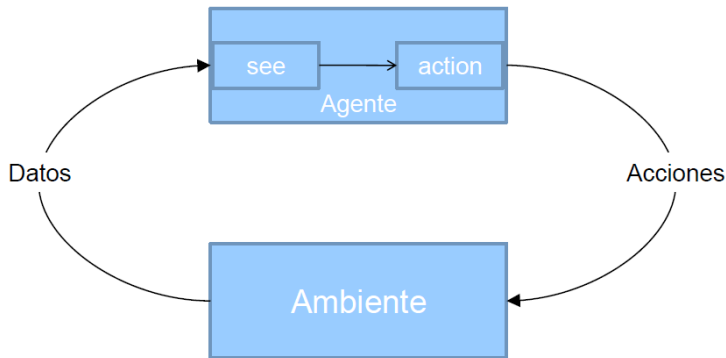 see
action
Agente
Datos
Acciones
Ambiente